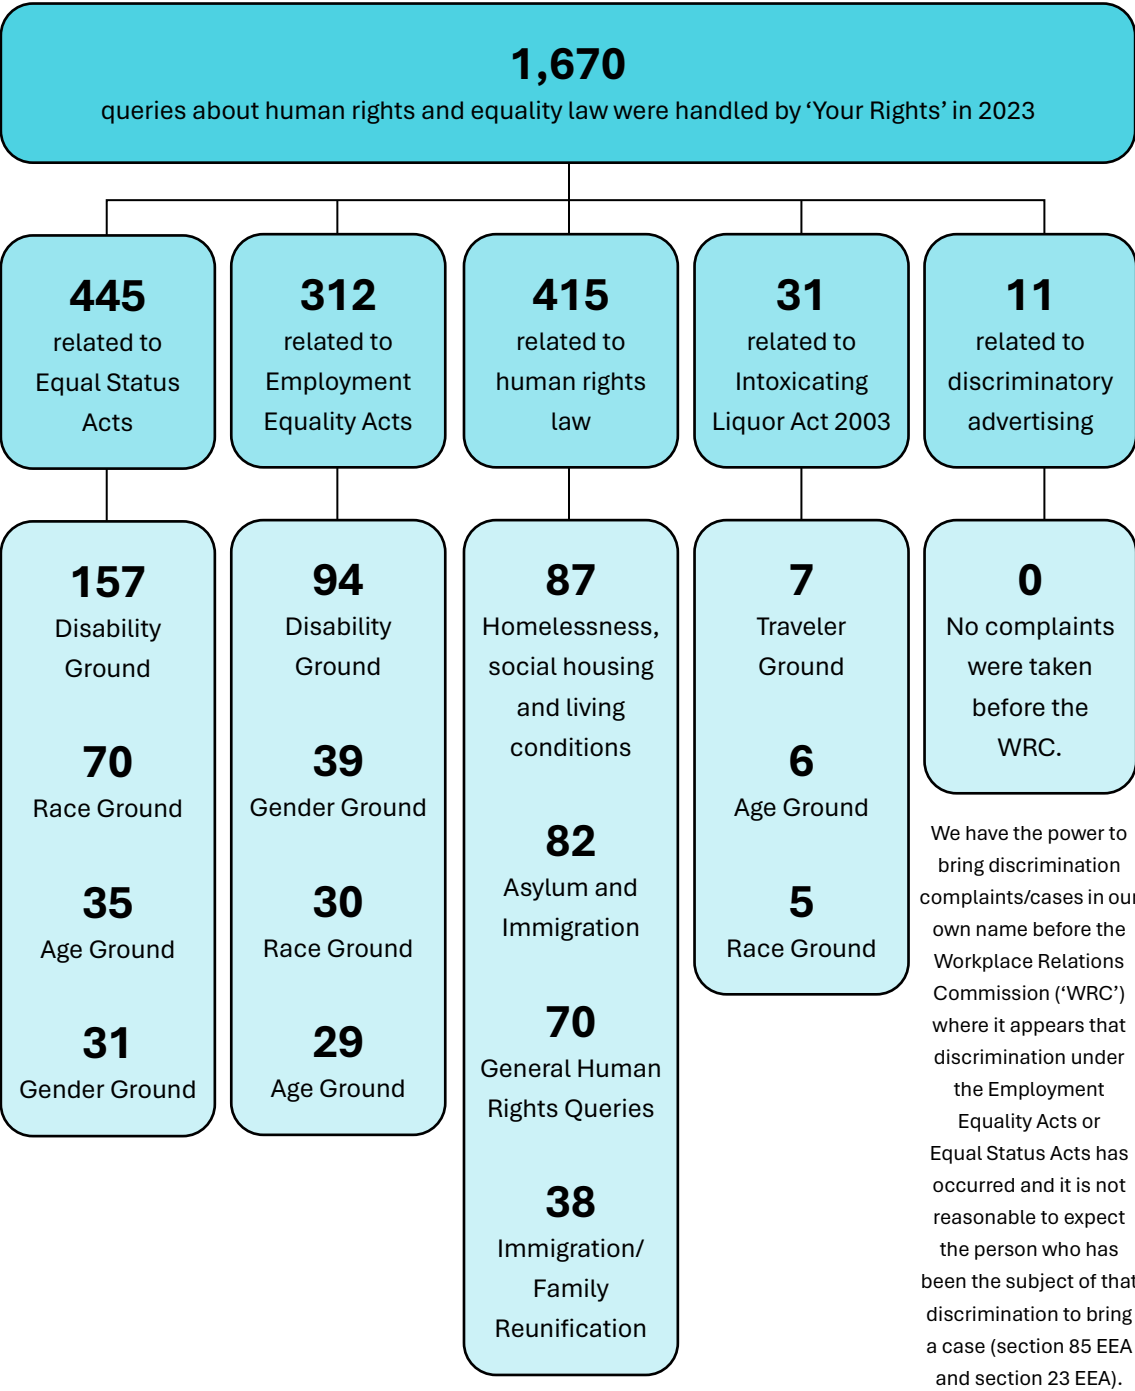 1,670
queries about human rights and equality law were handled by ‘Your Rights’ in 2023
445
related to
Equal Status
Acts
312
related to
Employment
Equality Acts
415
related to
human rights
law
31
related to
Intoxicating
Liquor Act 2003
11
related to
discriminatory
advertising
157
Disability
Ground
70
Race Ground
35
Age Ground
31
Gender Ground
94
Disability
Ground
39
Gender Ground
30
Race Ground
29
Age Ground
87
Homelessness,
social housing
and living
conditions
82
Asylum and
Immigration
70
General Human
Rights Queries
38
Immigration/
Family
Reunification
7
Traveler
Ground
6
Age Ground
5
Race Ground
0
No complaints
were taken
before the
WRC.
We have the power to
bring discrimination
complaints/cases in our
own name before the
Workplace Relations
Commission (‘WRC’)
where it appears that
discrimination under
the Employment
Equality Acts or
Equal Status Acts has
occurred and it is not
reasonable to expect
the person who has
been the subject of that
discrimination to bring
a case (section 85 EEA
and section 23 EEA).